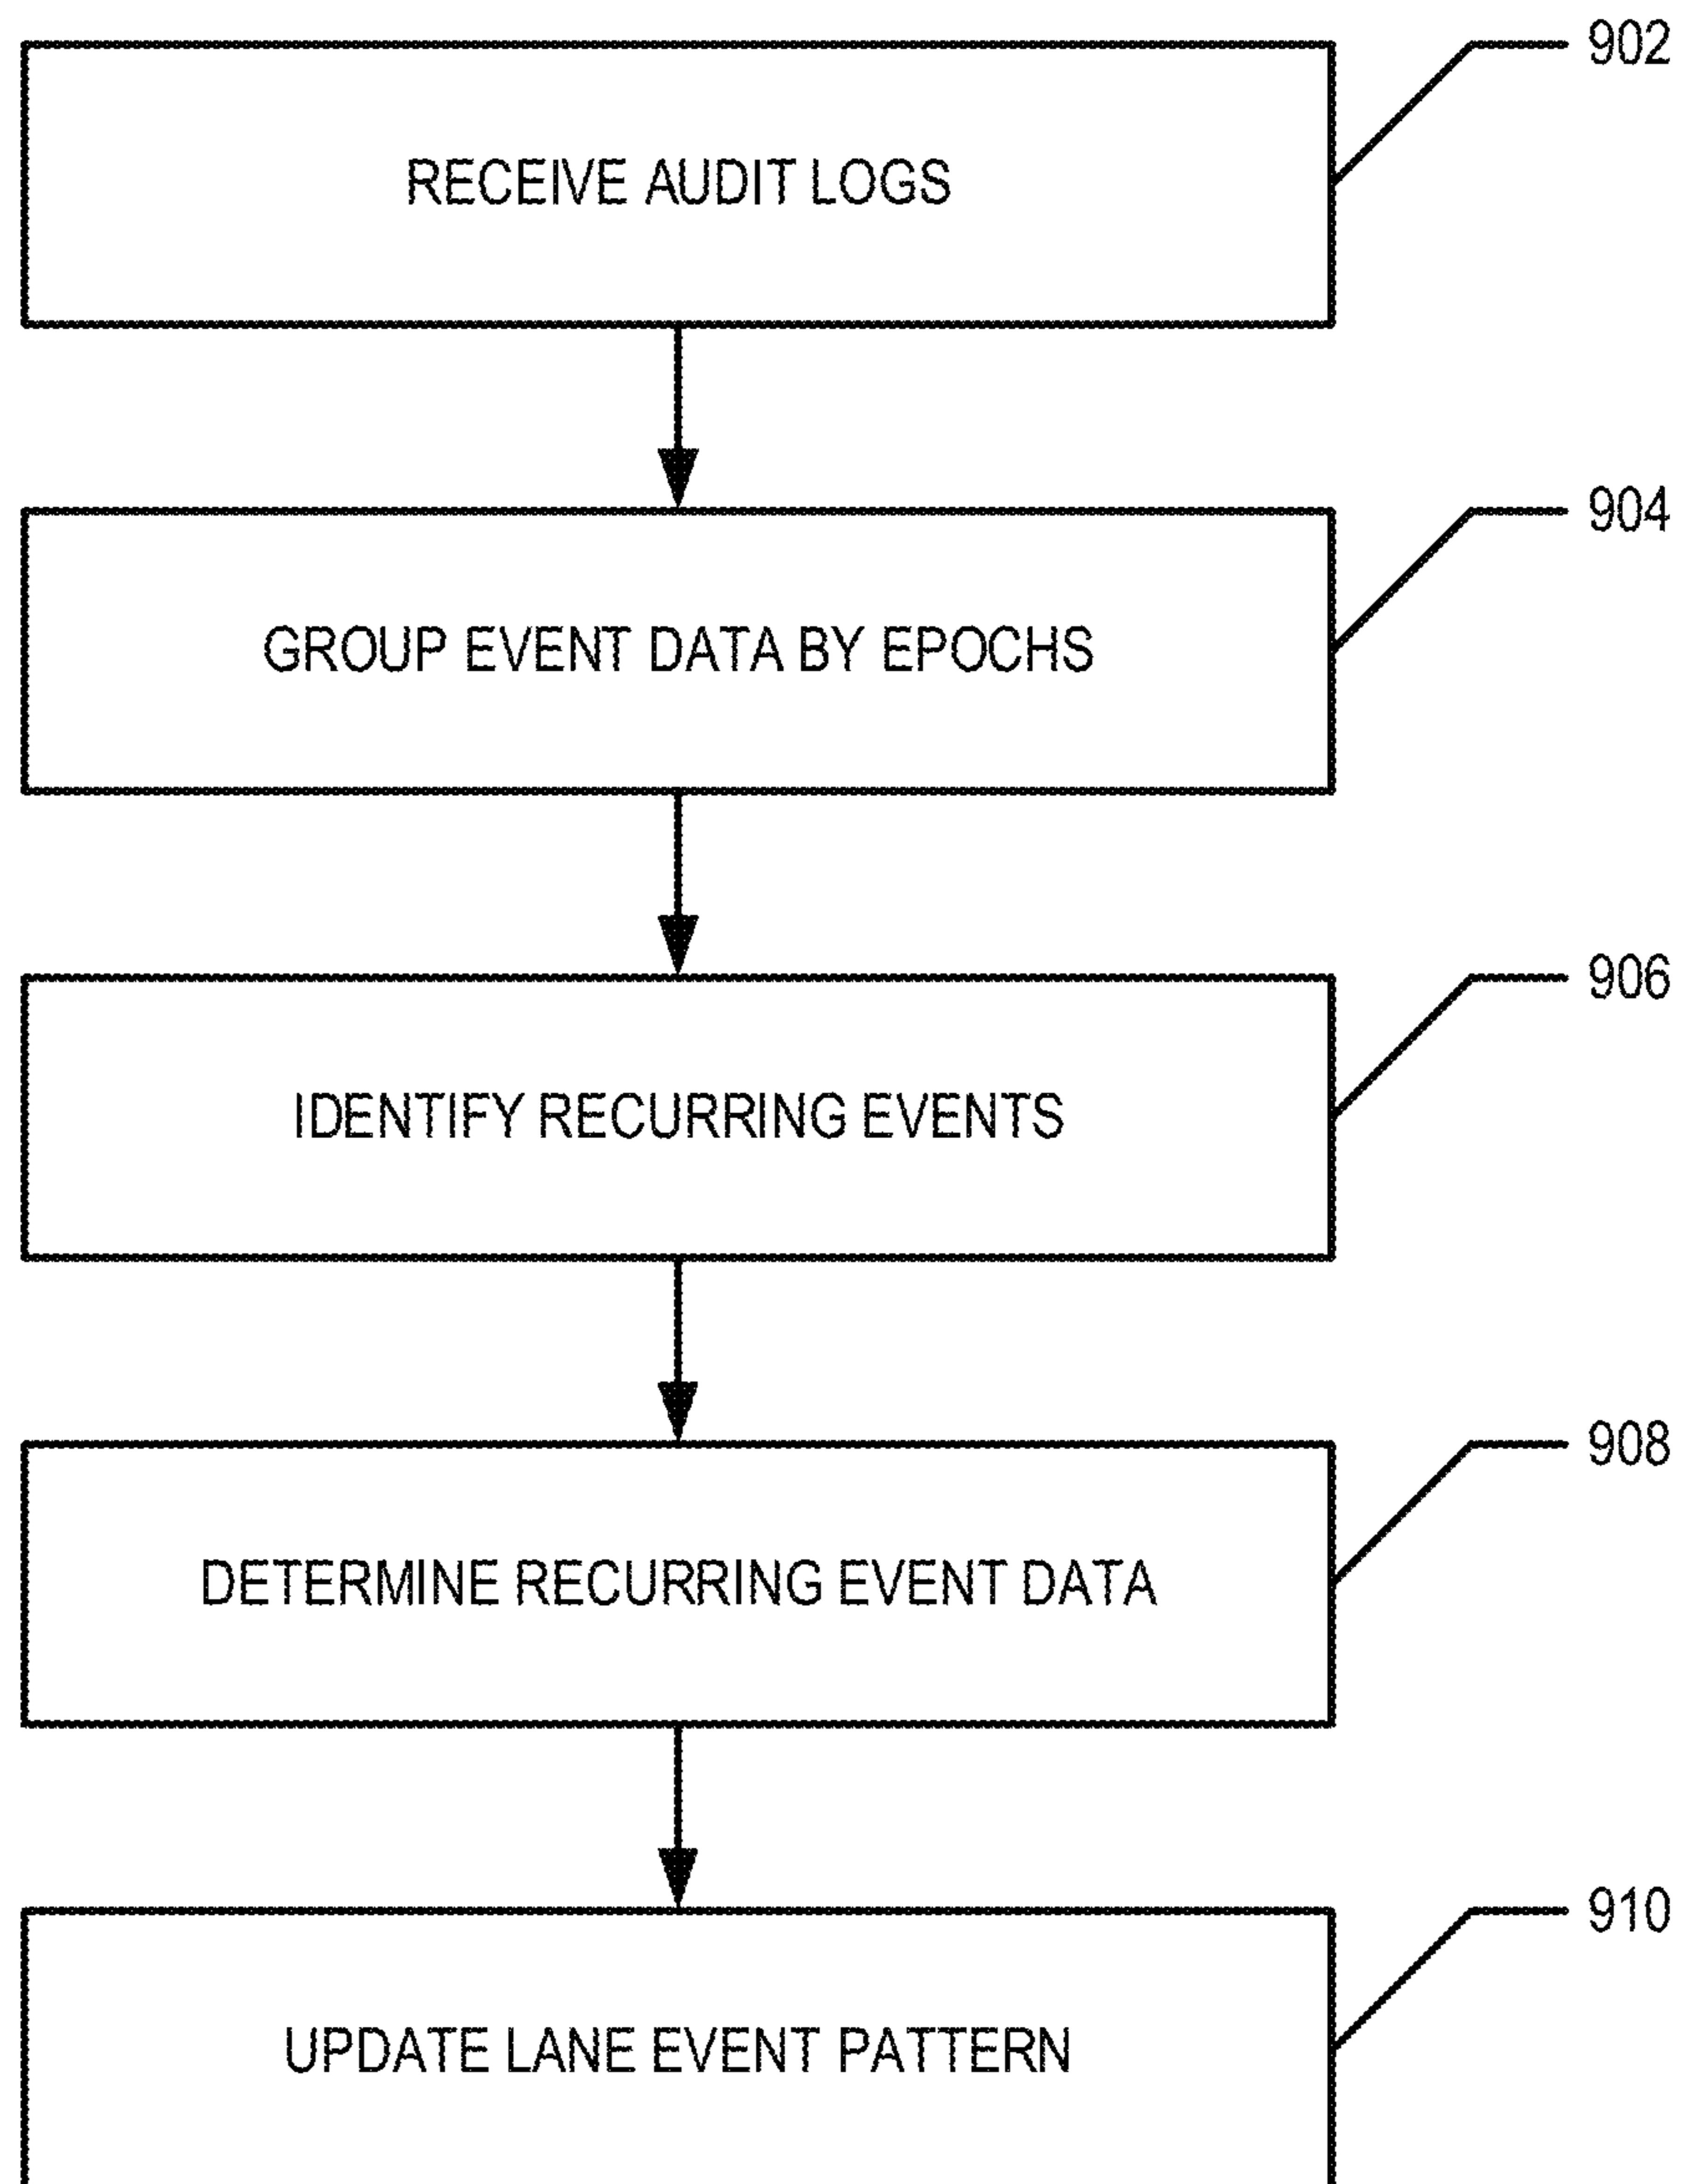 902
RECEIVE AUDIT LOGS
904
GROUP EVENT DATA BY EPOCHS
906
IDENTIFY RECURRING EVENTS
908
DETERMINE RECURRING EVENT DATA
910
UPDATE LANE EVENT PATTERN